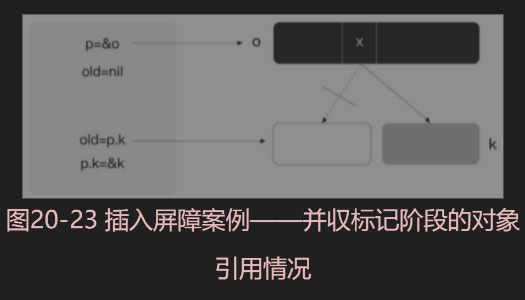 p=&o
o
x
old=nil
old=p.k
k
p.k=&k
图20-23 插入屏障案例——并収标记阶段的对象
引用情况